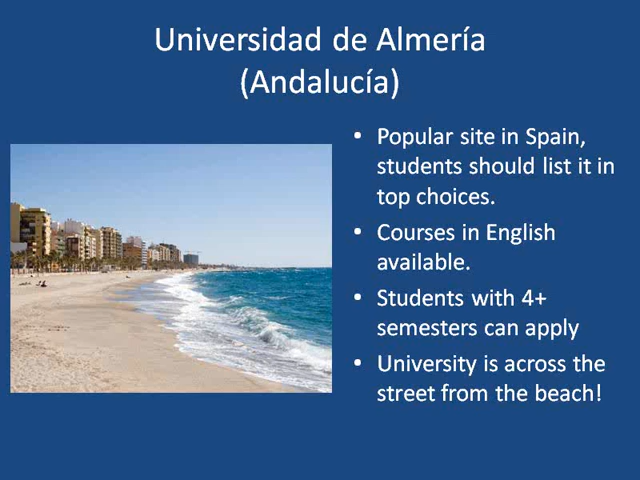 Universidad de Almería
(Andalucía)
• Popular site in Spain,
students should list it in
top choices.
• Courses in English
available.
• Students with 4+
semesters can apply
• University is across the
street from the beach!